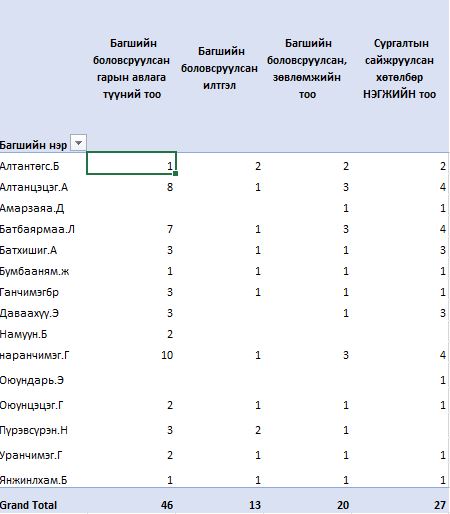 Багшийн нэр Багшийн боловсруулсан гарын авлага түүний тоо Багшийн боловсруулсан илтгэл Багшийн боловсруулсан, зөвлөмжийн тоо Сургалтын сайжруулсан хөтөлбөр НЭГЖИЙН тоо
Алтантөгс.Б 1 2 2 2
Алтанцэцэг.А 8 1 3 4
Амарзаяа.Д 1 1
Батбаярмаа.Л 7 1 3 4
Батхишиг.А 3 1 1 3
Бумбааням.ж 1 1 1 1
Ганчимэгбр 3 1 1 1
Даваахүү.Э 3 1 3
Намуун.Б 2
наранчимэг.Г 10 1 3 4
Оюундарь.Э 1
Оюунцэцэг.Г 2 1 1 1
Пүрэвсүрэн.Н 3 2 1
Уранчимэг.Г 2 1 1 1
Янжинлхам.Б 1 1 1 1
Grand Total 46 13 20 27